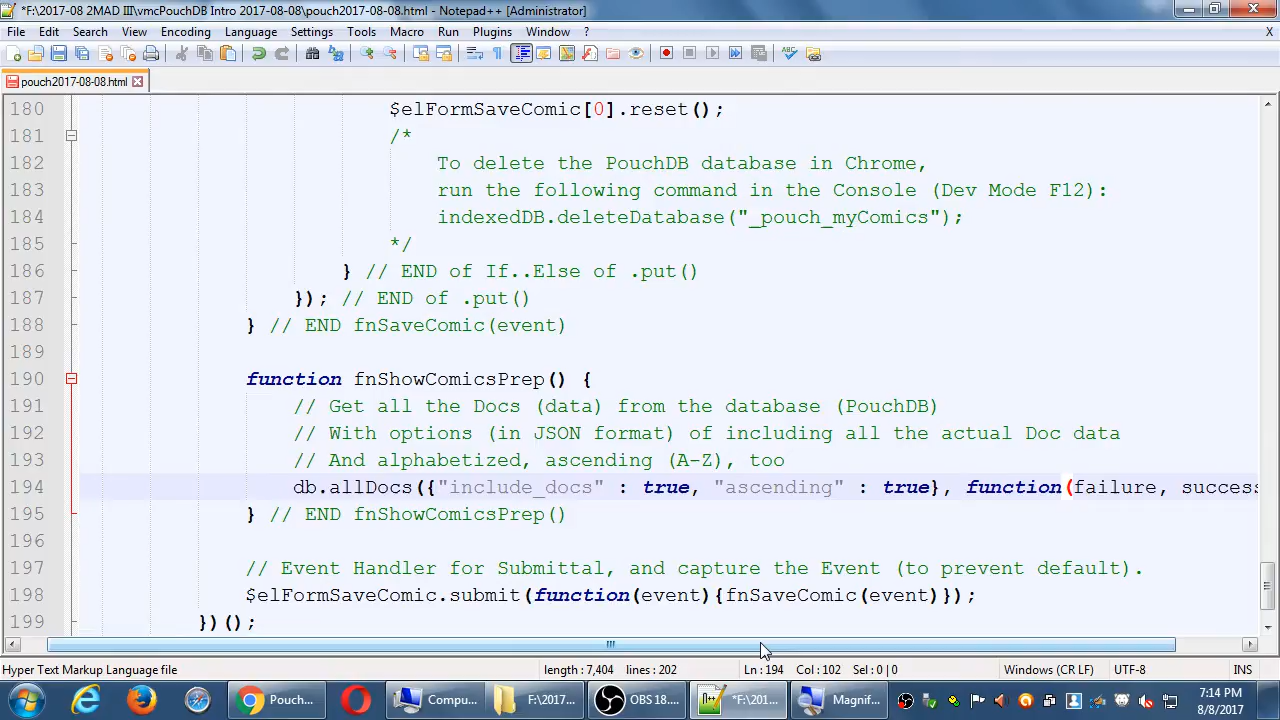 *F:\2017-08 2MAD III\vmcPouchDB Intro 2017-08-08\pouch2017-08-08.html - Notepad++ [Administrator]
File Edit Search View Encoding Language Settings Tools Macro Run Plugins Window ? X
pouch2017-08-08.html
180 $elFormSaveComic[0].reset();
181 /*
182 To delete the PouchDB database in Chrome,
183 run the following command in the Console (Dev Mode F12):
184 indexedDB.deleteDatabase("_pouch_myComics");
185 */
186 } // END of If..Else of .put()
187 }); // END of .put()
188 } // END fnSaveComic(event)
189
190 function fnShowComicsPrep() {
191 // Get all the Docs (data) from the database (PouchDB)
192 // With options (in JSON format) of including all the actual Doc data
193 // And alphabetized, ascending (A-Z), too
194 db.allDocs({"include_docs" : true, "ascending" : true}, function(failure, success
195 } // END fnShowComicsPrep()
196
197 // Event Handler for Submittal, and capture the Event (to prevent default).
198 $elFormSaveComic.submit(function(event){fnSaveComic(event)});
199 })();
Hyper Text Markup Language file length : 7,404 lines : 202 Ln : 194 Col : 102 Sel : 0 | 0 Windows (CR LF) UTF-8 INS
Pouch... Compu... F:\2017... OBS 18.... *F:\201... Magnif... 7:14 PM
8/8/2017